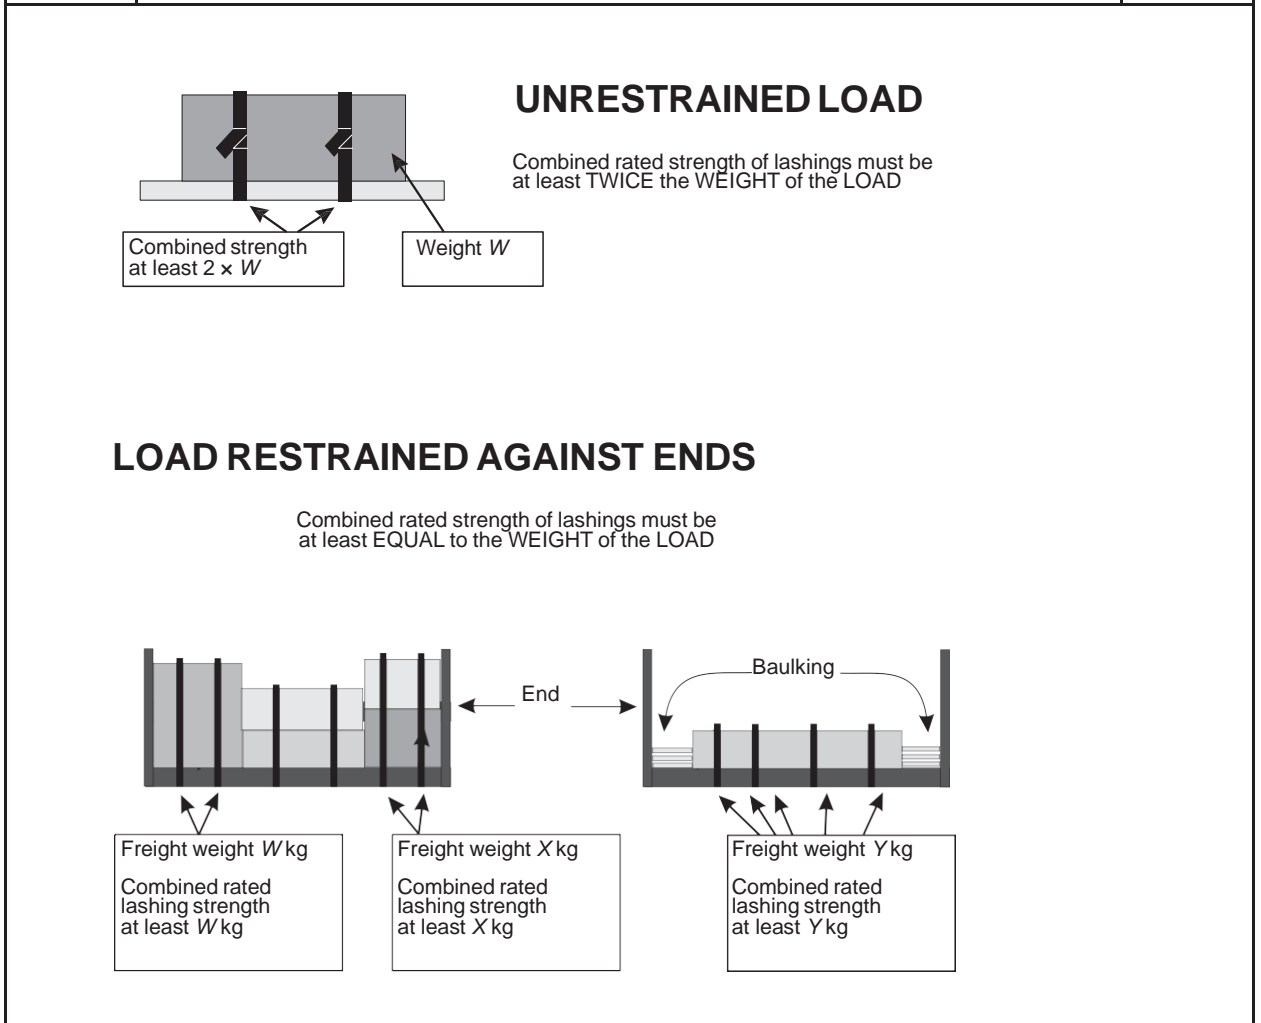 UNRESTRAINED LOAD
Combined rated strength of lashings must be
at least TWICE the WEIGHT of the LOAD
Combined strength
at least 2 × W
Weight W
LOAD RESTRAINED AGAINST ENDS
Combined rated strength of lashings must be
at least EQUAL to the WEIGHT of the LOAD
End
Baulking
Freight weight W kg
Combined rated
lashing strength
at least W kg
Freight weight X kg
Combined rated
lashing strength
at least X kg
Freight weight Y kg
Combined rated
lashing strength
at least Y kg